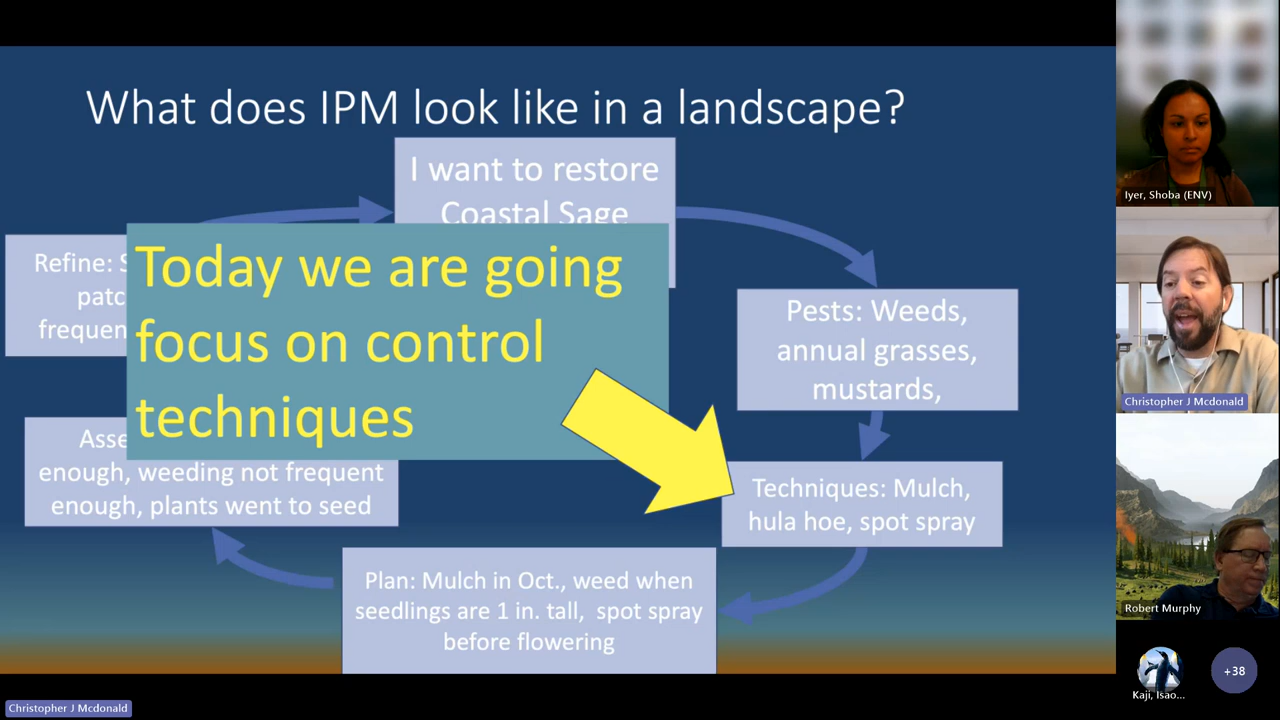 What does IPM look like in a landscape?
I want to restore
Coastal Sage
Refine: S
patc
frequen
Today we are going
focus on control
techniques
Pests: Weeds,
annual grasses,
mustards,
Techniques: Mulch,
hula hoe, spot spray
Plan: Mulch in Oct., weed when
seedlings are 1 in. tall, spot spray
before flowering
Asse
enough, weeding not frequent
enough, plants went to seed
Iyer, Shoba (ENV)
Christopher J Mcdonald
Robert Murphy
Kaji, Isao...
+38
Christopher J Mcdonald